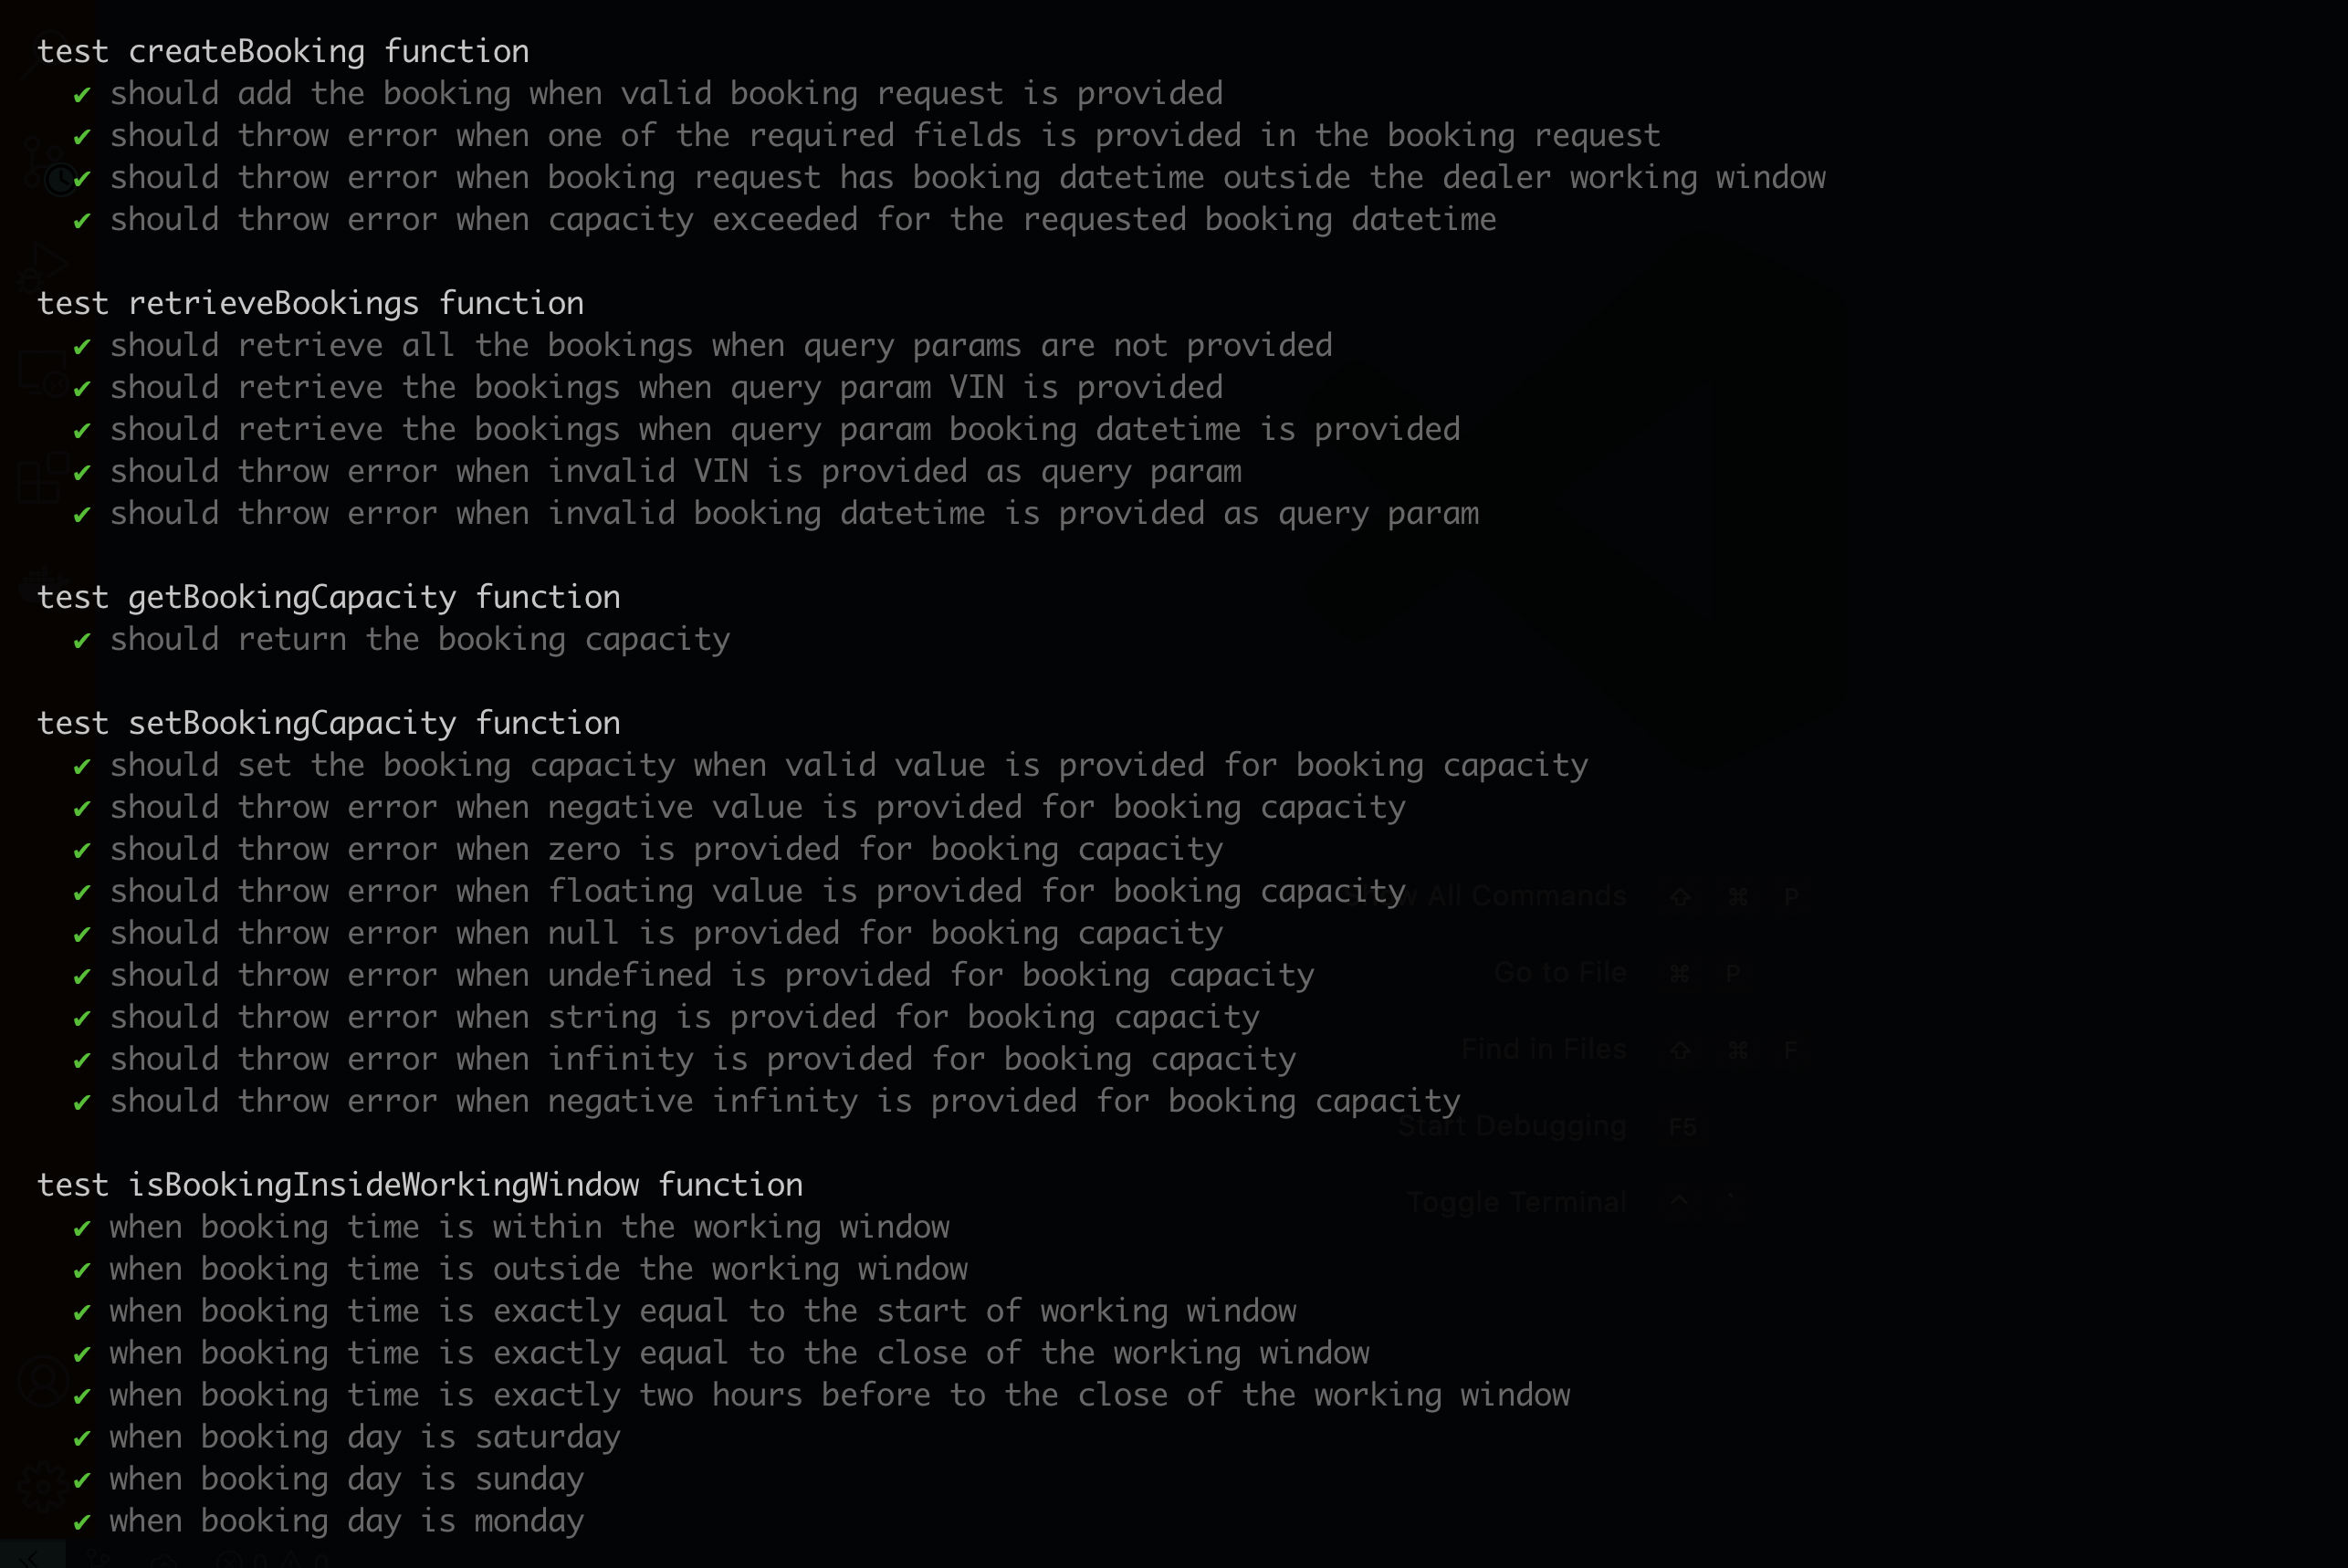 test createBooking function
✔ should add the booking when valid booking request is provided
✔ should throw error when one of the required fields is provided in the booking request
✔ should throw error when booking request has booking datetime outside the dealer working window
✔ should throw error when capacity exceeded for the requested booking datetime
test retrieveBookings function
✔ should retrieve all the bookings when query params are not provided
✔ should retrieve the bookings when query param VIN is provided
✔ should retrieve the bookings when query param booking datetime is provided
✔ should throw error when invalid VIN is provided as query param
✔ should throw error when invalid booking datetime is provided as query param
test getBookingCapacity function
✔ should return the booking capacity
test setBookingCapacity function
✔ should set the booking capacity when valid value is provided for booking capacity
✔ should throw error when negative value is provided for booking capacity
✔ should throw error when zero is provided for booking capacity
✔ should throw error when floating value is provided for booking capacity
✔ should throw error when null is provided for booking capacity
✔ should throw error when undefined is provided for booking capacity
✔ should throw error when string is provided for booking capacity
✔ should throw error when infinity is provided for booking capacity
✔ should throw error when negative infinity is provided for booking capacity
test isBookingInsideWorkingWindow function
✔ when booking time is within the working window
✔ when booking time is outside the working window
✔ when booking time is exactly equal to the start of working window
✔ when booking time is exactly equal to the close of the working window
✔ when booking time is exactly two hours before to the close of the working window
✔ when booking day is saturday
✔ when booking day is sunday
✔ when booking day is monday
All Commands ⇧ ⌘ P
Go to File ⌘ P
Find in Files ⇧ ⌘ F
Start Debugging F5
Toggle Terminal ^ `
0 0